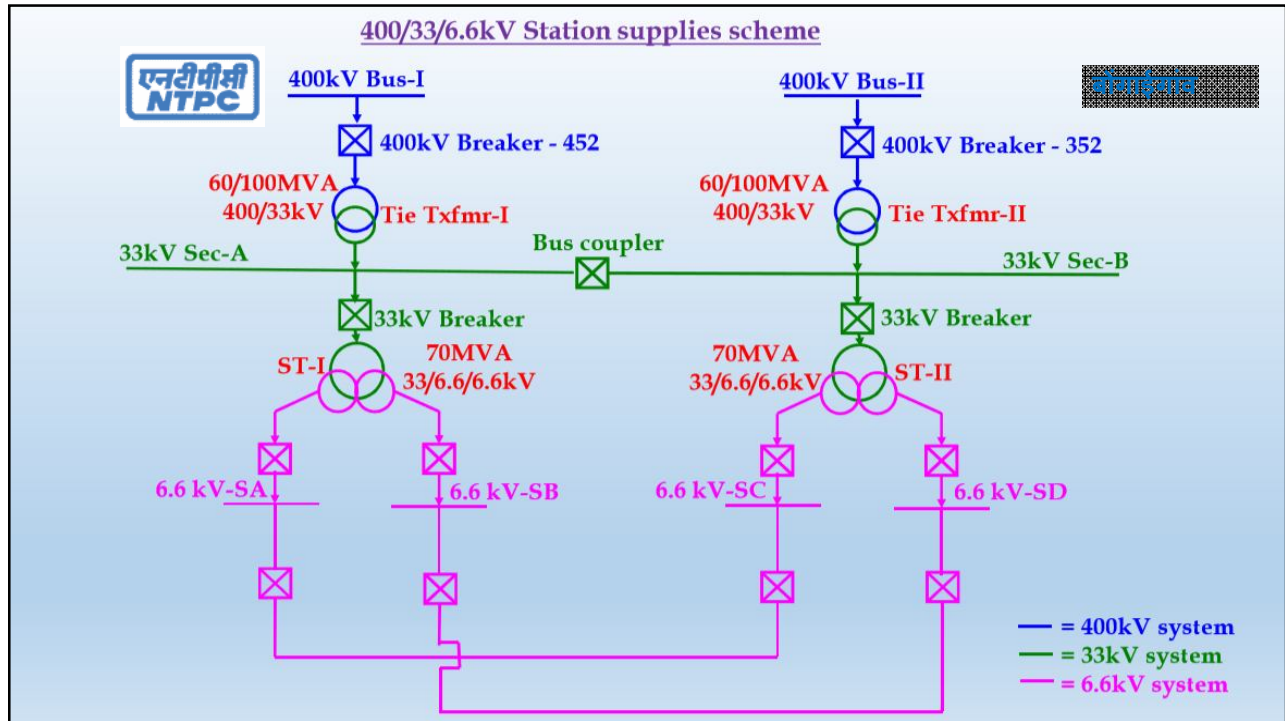 400/33/6.6kV Station supplies scheme
एनटीपीसी
NTPC
400kV Bus-I
400kV Bus-II
बोंगाईगांव
400kV Breaker - 452
400kV Breaker - 352
60/100MVA
400/33kV
Tie Txfmr-I
60/100MVA
400/33kV
Tie Txfmr-II
33kV Sec-A
Bus coupler
33kV Sec-B
33kV Breaker
33kV Breaker
ST-I
70MVA
33/6.6/6.6kV
70MVA
33/6.6/6.6kV
ST-II
6.6 kV-SA
6.6 kV-SB
6.6 kV-SC
6.6 kV-SD
= 400kV system
= 33kV system
= 6.6kV system